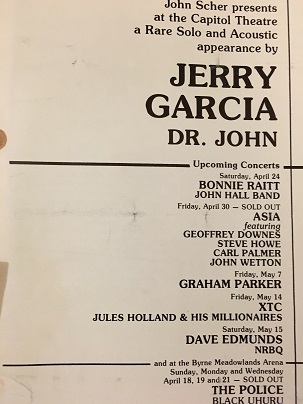 John Scher presents
at the Capitol Theatre
a Rare Solo and Acoustic
appearance by
JERRY
GARCIA
DR. JOHN
Upcoming Concerts
Saturday, April 24
BONNIE RAITT
JOHN HALL BAND
Friday, April 30 — SOLD OUT
ASIA
featuring
GEOFFREY DOWNES
STEVE HOWE
CARL PALMER
JOHN WETTON
Friday, May 7
GRAHAM PARKER
Friday, May 14
XTC
JULES HOLLAND & HIS MILLIONAIRES
Saturday, May 15
DAVE EDMUNDS
NRBQ
and at the Byrne Meadowlands Arena
Sunday, Monday and Wednesday
April 18, 19 and 21 — SOLD OUT
THE POLICE
BLACK UHURU